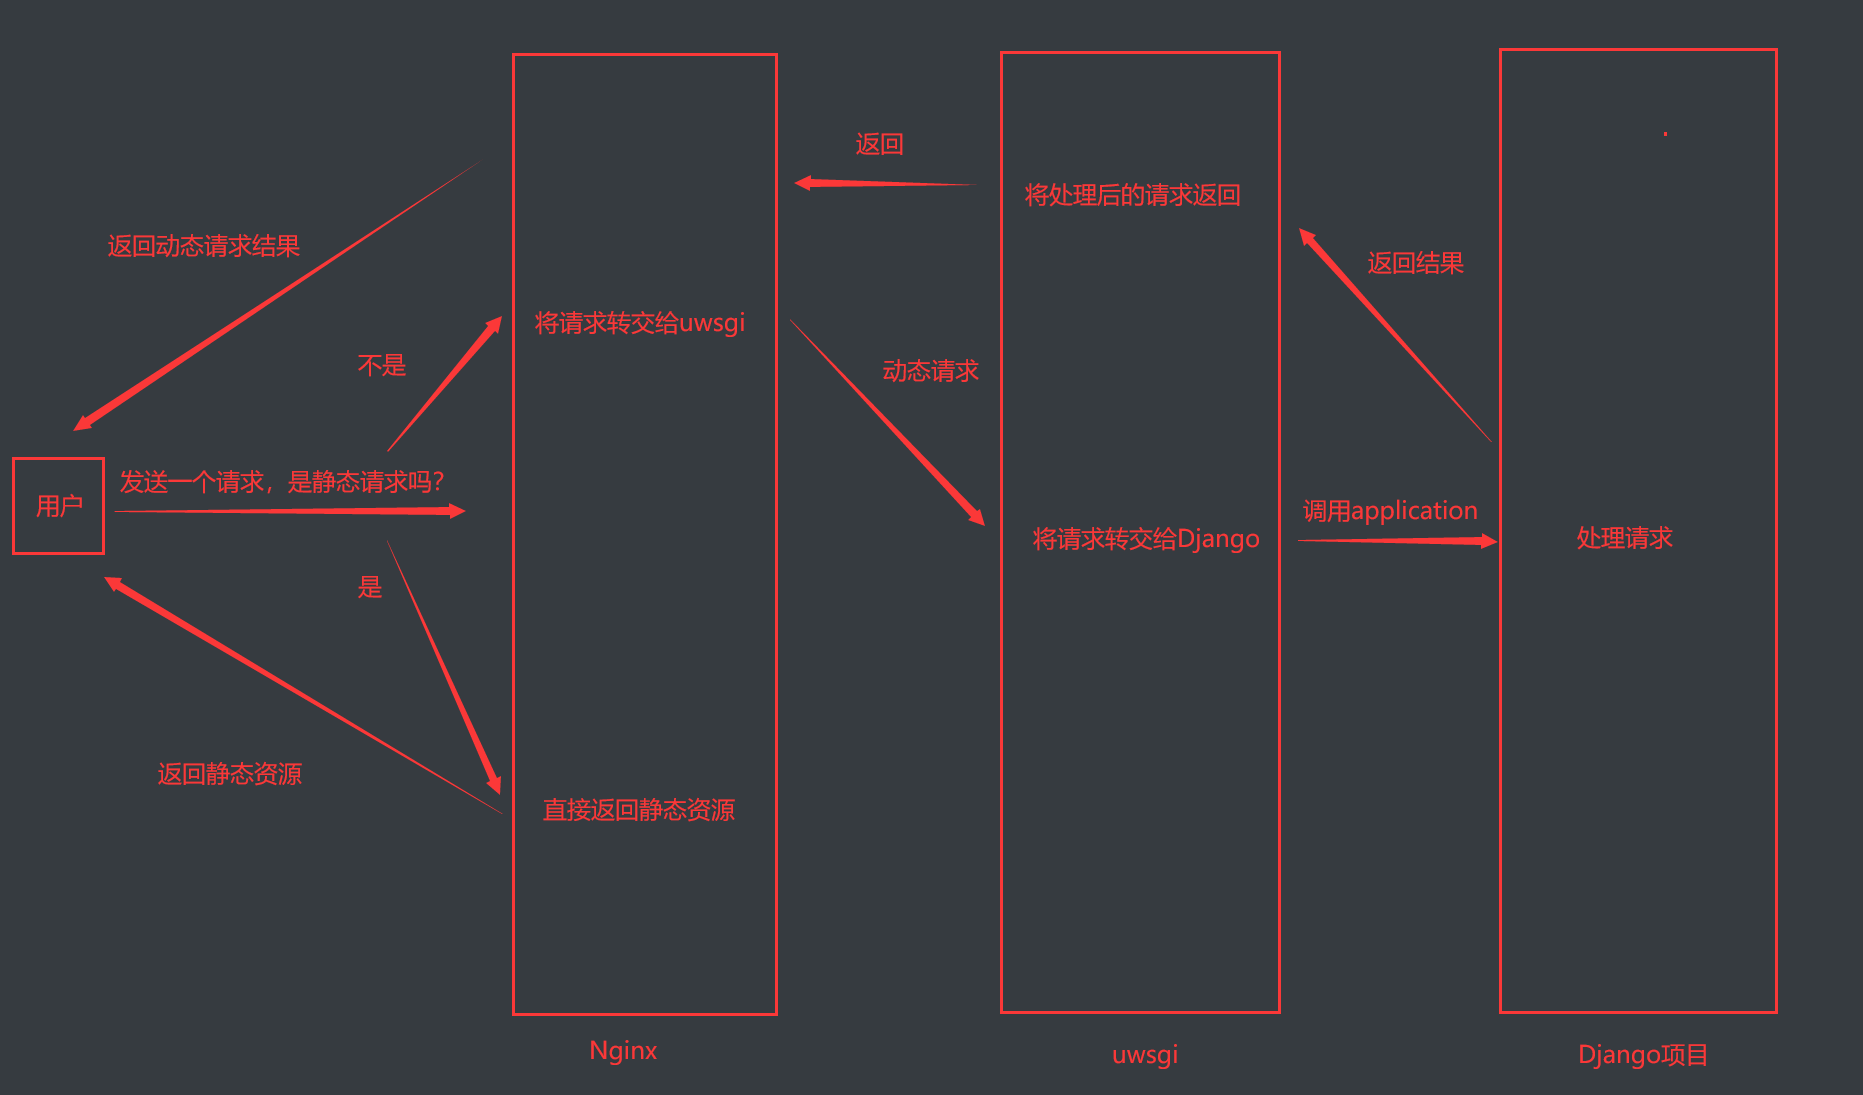 返回
将处理后的请求返回
返回动态请求结果
返回结果
将请求转交给uwsgi
不是
动态请求
发送一个请求，是静态请求吗？
用户
调用application
将请求转交给Django
处理请求
是
返回静态资源
直接返回静态资源
Nginx
uwsgi
Django项目